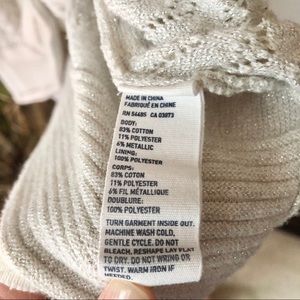 MADE IN CHINA
FABRIQUÉ EN CHINE
RN 54485 CA 03873
BODY:
83% COTTON
11% POLYESTER
6% METALLIC
LINING:
100% POLYESTER
CORPS:
83% COTON
11% POLYESTER
6% FIL MÉTALLIQUE
DOUBLURE:
100% POLYESTER
TURN GARMENT INSIDE OUT.
MACHINE WASH COLD,
GENTLE CYCLE. DO NOT
BLEACH. RESHAPE LAY FLAT
TO DRY. DO NOT WRING OR
TWIST. WARM IRON IF